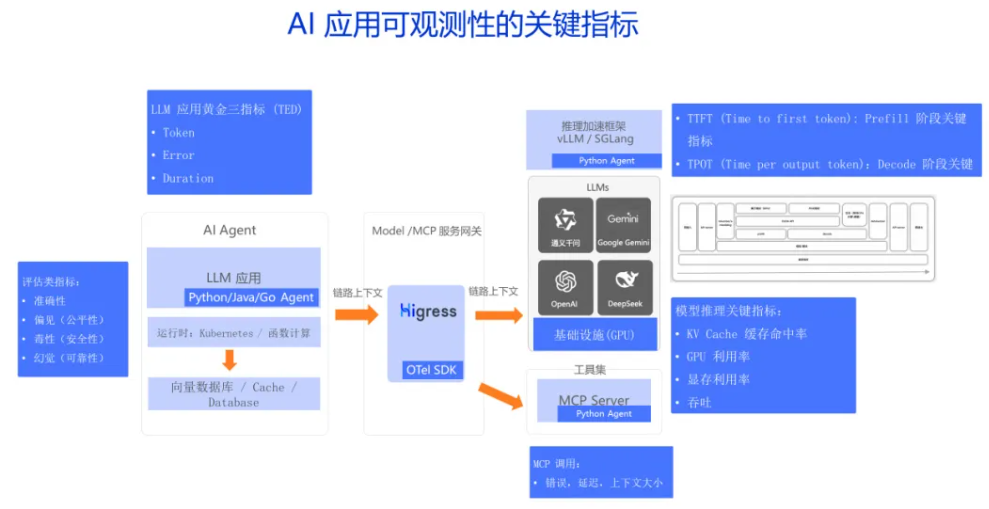 AI 应用可观测性的关键指标
LLM 应用黄金三指标 (TED)
• Token
• Error
• Duration
评估类指标:
• 准确性
• 偏见（公平性）
• 毒性（安全性）
• 幻觉（可靠性）
AI Agent
LLM 应用
Python/Java/Go Agent
运行时: Kubernetes / 函数计算
向量数据库 / Cache /
Database
链路上下文
Model /MCP 服务网关
Higress
OTel SDK
链路上下文
推理加速框架
vLLM / SGLang
Python Agent
LLMs
通义千问
Gemini
Google Gemini
OpenAI
DeepSeek
基础设施(GPU)
工具集
MCP Server
Python Agent
MCP 调用:
• 错误, 延迟, 上下文大小
• TTFT (Time to first token): Prefill 阶段关键
指标
• TPOT (Time per output token): Decode 阶段关键
模型推理关键指标:
• KV Cache 缓存命中率
• GPU 利用率
• 显存利用率
• 吞吐